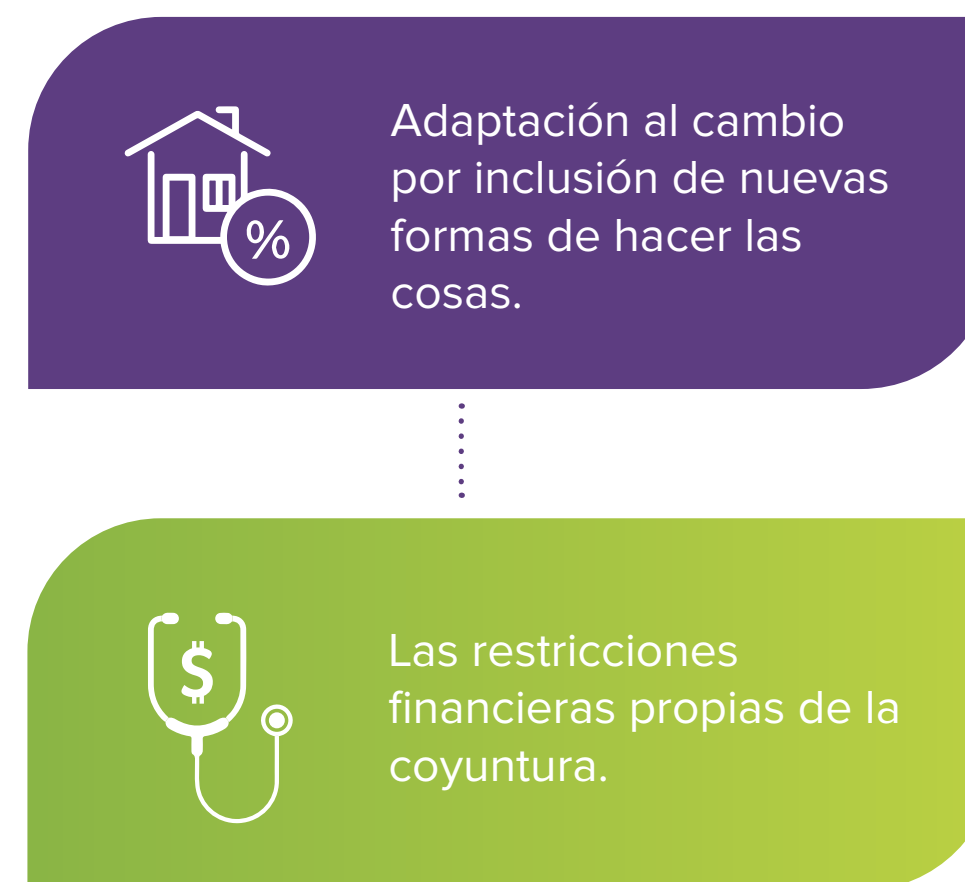 Adaptación al cambio
por inclusión de nuevas
formas de hacer las
cosas.
%
$
Las restricciones
financieras propias de la
coyuntura.